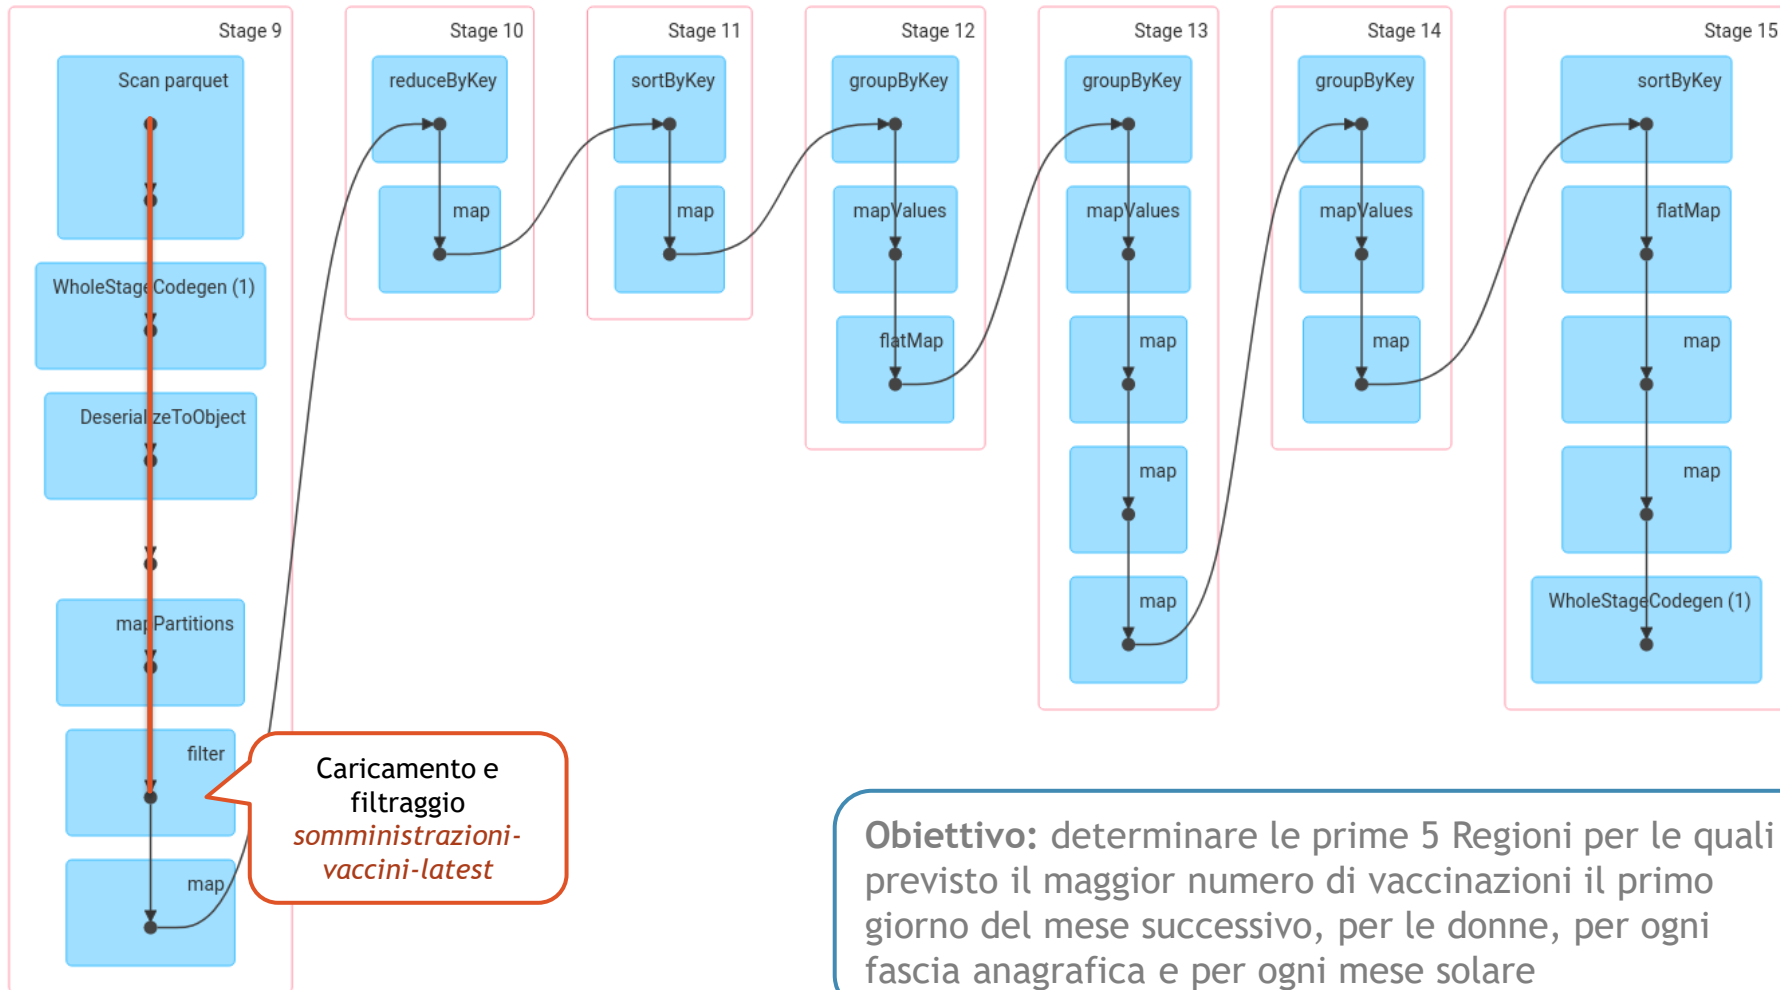 Stage 9
Scan parquet
WholeStageCodegen (1)
DeserializeToObject
mapPartitions
filter
map
Stage 10
reduceByKey
map
Stage 11
sortByKey
map
Stage 12
groupByKey
mapValues
flatMap
Stage 13
groupByKey
mapValues
map
map
map
Stage 14
groupByKey
mapValues
map
Stage 15
sortByKey
flatMap
map
map
WholeStageCodegen (1)
Caricamento e
filtraggio
somministrazioni-
vaccini-latest
Obiettivo: determinare le prime 5 Regioni per le quali
previsto il maggior numero di vaccinazioni il primo
giorno del mese successivo, per le donne, per ogni
fascia anagrafica e per ogni mese solare